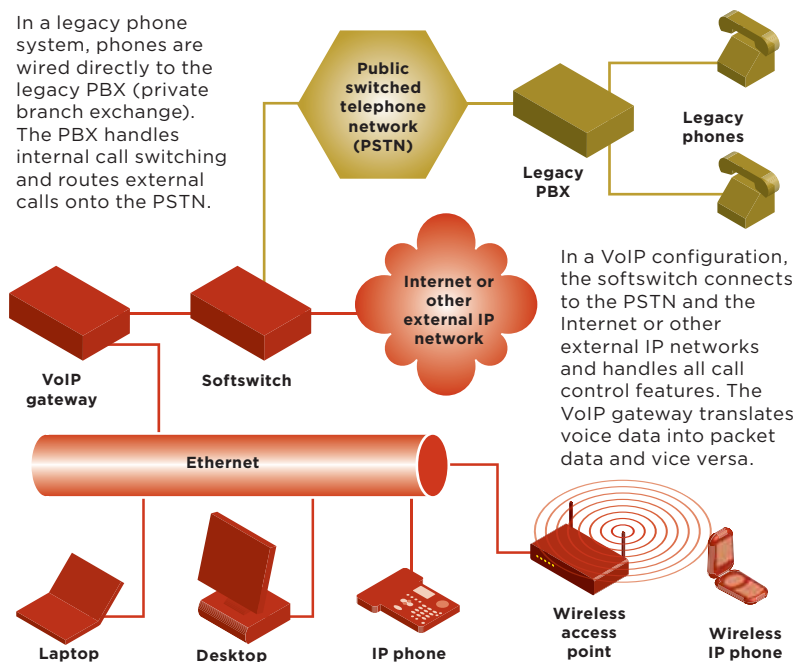 In a legacy phone
system, phones are
wired directly to the
legacy PBX (private
branch exchange).
The PBX handles
internal call switching
and routes external
calls onto the PSTN.
Public
switched
telephone
network
(PSTN)
Legacy
PBX
Legacy
phones
Internet or
other
external IP
network
In a VoIP configuration,
the softswitch connects
to the PSTN and the
Internet or other
external IP networks
and handles all call
control features. The
VoIP gateway translates
voice data into packet
data and vice versa.
VoIP
gateway
Softswitch
Ethernet
Laptop
Desktop
IP phone
Wireless
access
point
Wireless
IP phone